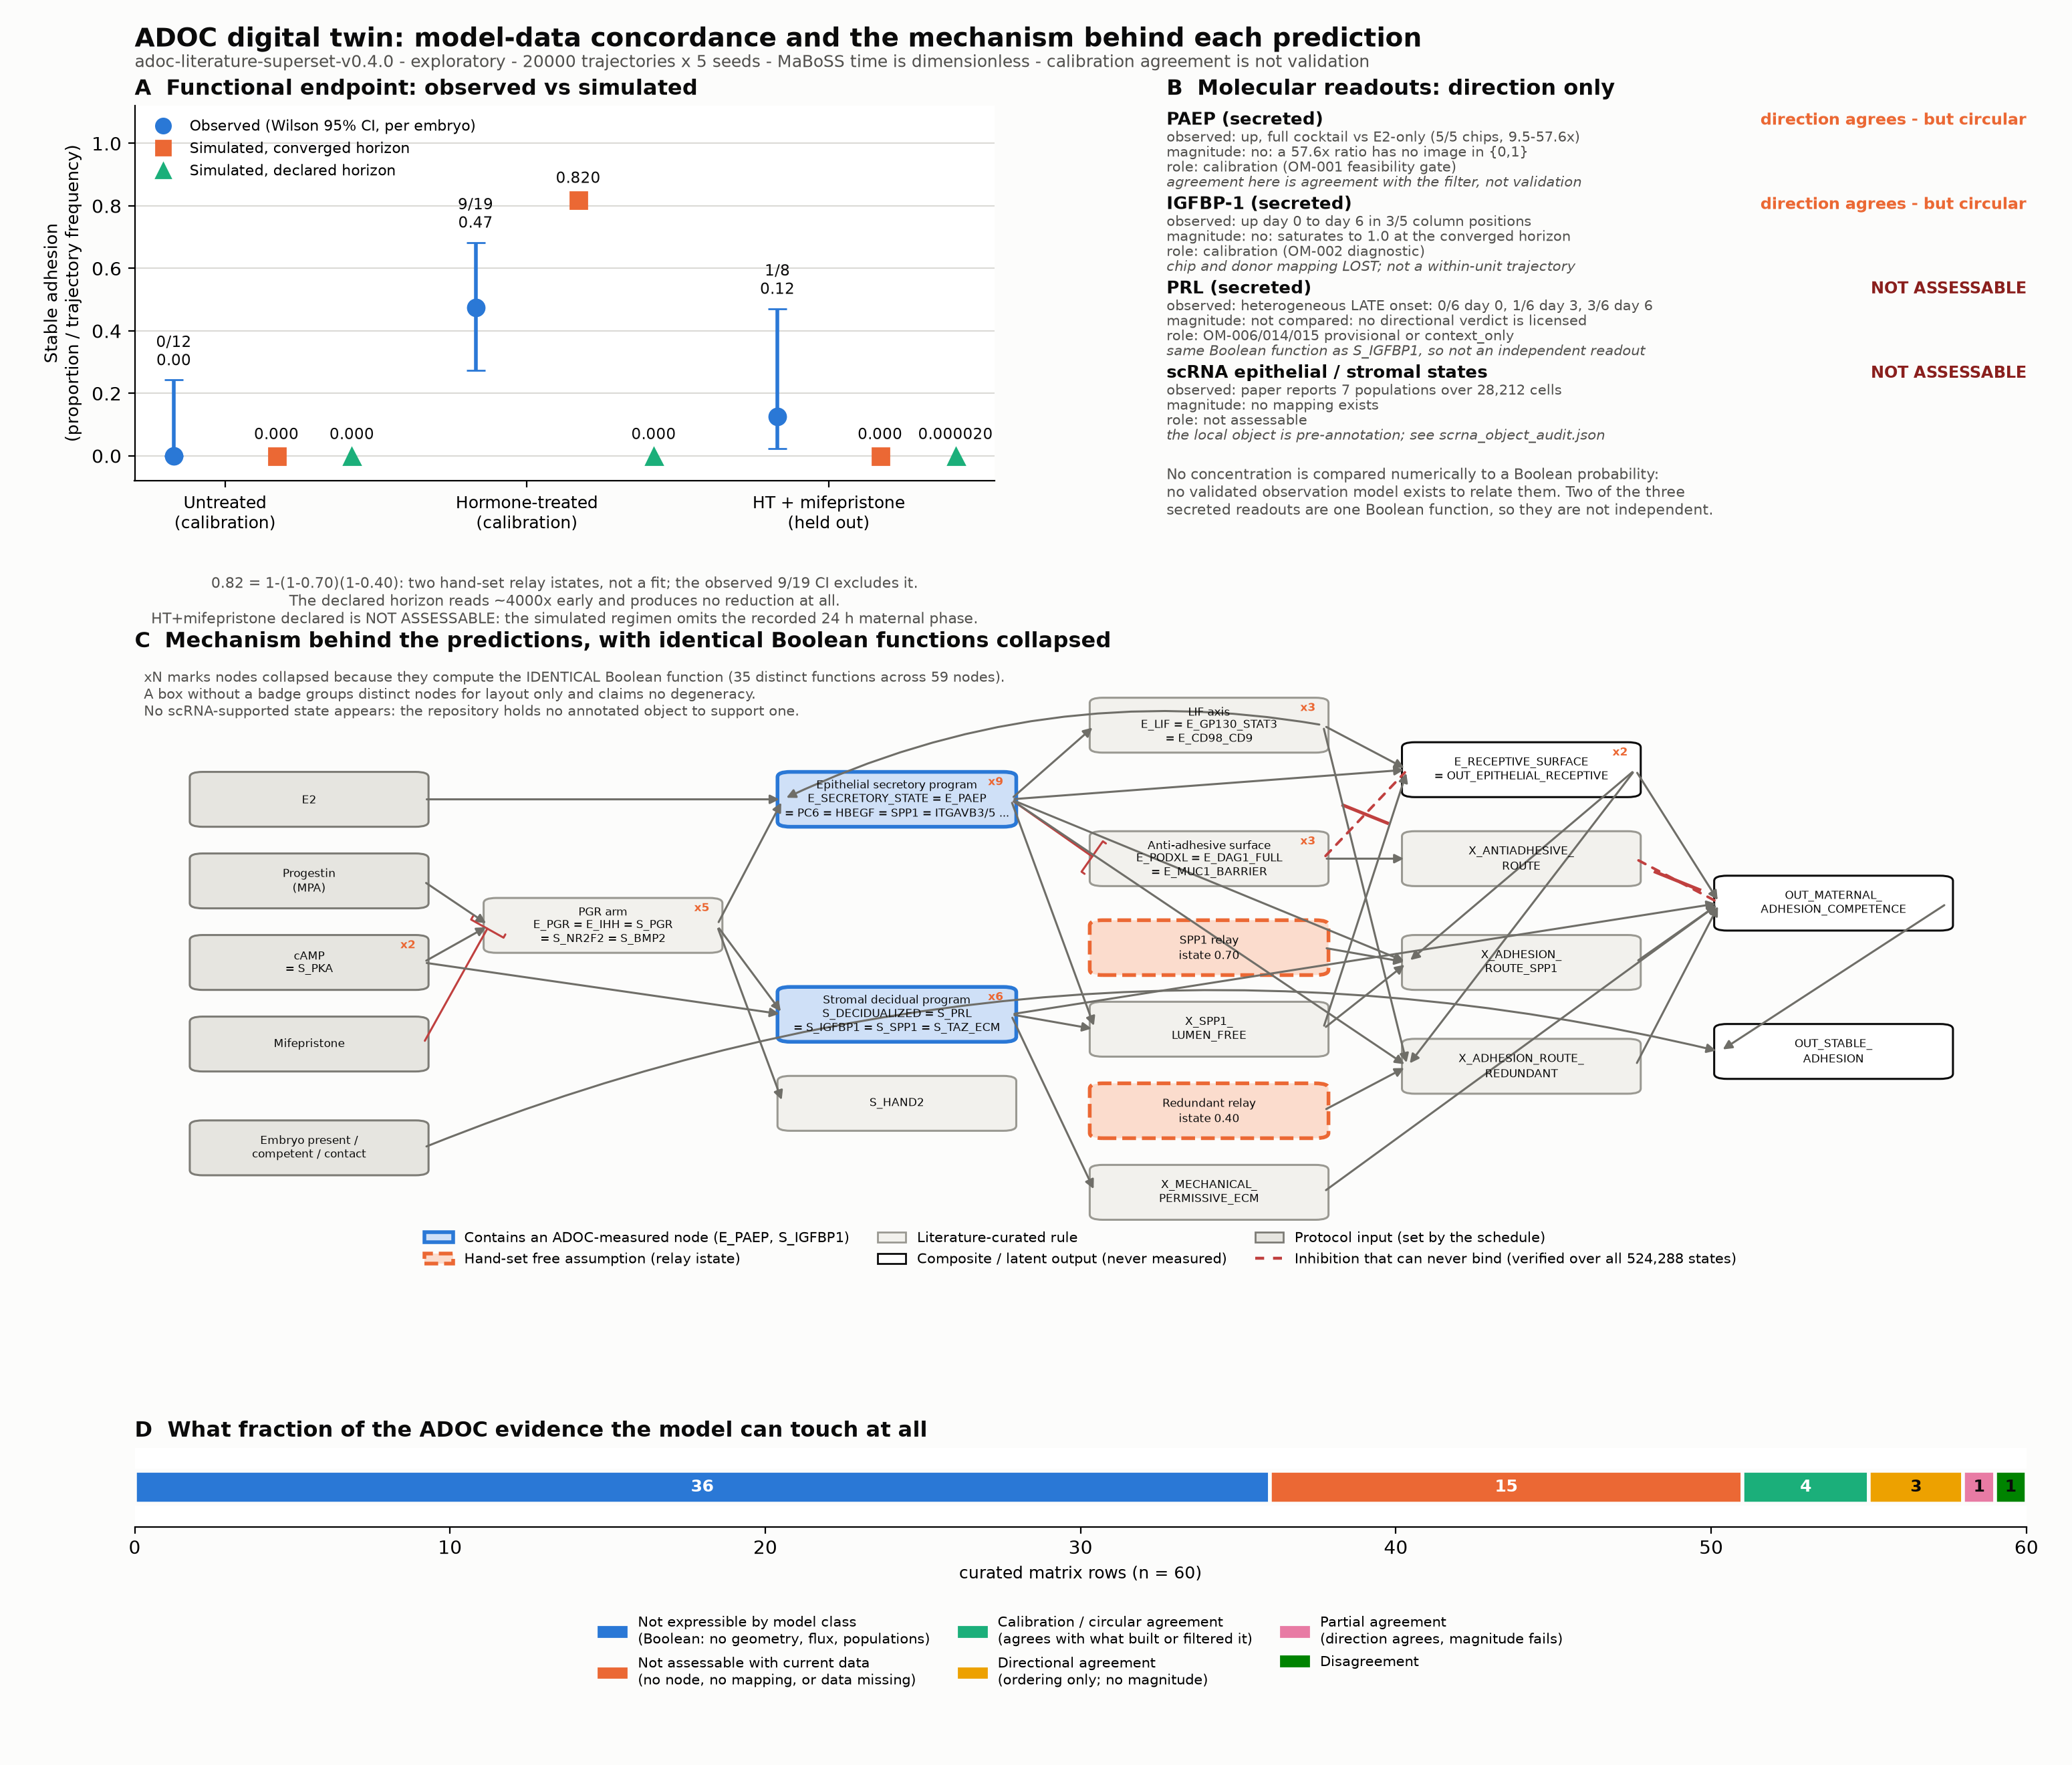 ADOC digital twin: model-data concordance and the mechanism behind each prediction
adoc-literature-superset-v0.4.0 - exploratory - 20000 trajectories x 5 seeds - MaBoSS time is dimensionless - calibration agreement is not validation
A Functional endpoint: observed vs simulated
Stable adhesion
(proportion / trajectory frequency)
1.0
0.8
0.6
0.4
0.2
0.0
Observed (Wilson 95% CI, per embryo)
Simulated, converged horizon
Simulated, declared horizon
0/12
0.00
0.000
0.000
9/19
0.47
0.820
0.000
1/8
0.12
0.000
0.000020
Untreated
(calibration)
Hormone-treated
(calibration)
HT + mifepristone
(held out)
0.82 = 1-(1-0.70)(1-0.40): two hand-set relay istates, not a fit; the observed 9/19 CI excludes it.
The declared horizon reads ~4000x early and produces no reduction at all.
HT+mifepristone declared is NOT ASSESSABLE: the simulated regimen omits the recorded 24 h maternal phase.
B Molecular readouts: direction only
PAEP (secreted)
direction agrees - but circular
observed: up, full cocktail vs E2-only (5/5 chips, 9.5-57.6x)
magnitude: no: a 57.6x ratio has no image in {0,1}
role: calibration (OM-001 feasibility gate)
agreement here is agreement with the filter, not validation
IGFBP-1 (secreted)
direction agrees - but circular
observed: up day 0 to day 6 in 3/5 column positions
magnitude: no: saturates to 1.0 at the converged horizon
role: calibration (OM-002 diagnostic)
chip and donor mapping LOST; not a within-unit trajectory
PRL (secreted)
NOT ASSESSABLE
observed: heterogeneous LATE onset: 0/6 day 0, 1/6 day 3, 3/6 day 6
magnitude: not compared: no directional verdict is licensed
role: OM-006/014/015 provisional or context_only
same Boolean function as S_IGFBP1, so not an independent readout
scRNA epithelial / stromal states
NOT ASSESSABLE
observed: paper reports 7 populations over 28,212 cells
magnitude: no mapping exists
role: not assessable
the local object is pre-annotation; see scrna_object_audit.json
No concentration is compared numerically to a Boolean probability:
no validated observation model exists to relate them. Two of the three
secreted readouts are one Boolean function, so they are not independent.
C Mechanism behind the predictions, with identical Boolean functions collapsed
xN marks nodes collapsed because they compute the IDENTICAL Boolean function (35 distinct functions across 59 nodes).
A box without a badge groups distinct nodes for layout only and claims no degeneracy.
No scRNA-supported state appears: the repository holds no annotated object to support one.
E2
Progestin
(MPA)
x2
cAMP
= S_PKA
Mifepristone
Embryo present /
competent / contact
x5
PGR arm
E_PGR = E_IHH = S_PGR
= S_NR2F2 = S_BMP2
x9
Epithelial secretory program
E_SECRETORY_STATE = E_PAEP
= PC6 = HBEGF = SPP1 = ITGAVB3/5 ...
x6
Stromal decidual program
S_DECIDUALIZED = S_PRL
= S_IGFBP1 = S_SPP1 = S_TAZ_ECM
S_HAND2
x3
LIF axis
E_LIF = E_GP130_STAT3
= E_CD98_CD9
x3
Anti-adhesive surface
E_PODXL = E_DAG1_FULL
= E_MUC1_BARRIER
SPP1 relay
istate 0.70
X_SPP1_
LUMEN_FREE
Redundant relay
istate 0.40
X_MECHANICAL_
PERMISSIVE_ECM
x2
E_RECEPTIVE_SURFACE
= OUT_EPITHELIAL_RECEPTIVE
X_ANTIADHESIVE_
ROUTE
X_ADHESION_
ROUTE_SPP1
X_ADHESION_ROUTE_
REDUNDANT
OUT_MATERNAL_
ADHESION_COMPETENCE
OUT_STABLE_
ADHESION
Contains an ADOC-measured node (E_PAEP, S_IGFBP1)
Hand-set free assumption (relay istate)
Literature-curated rule
Composite / latent output (never measured)
Protocol input (set by the schedule)
Inhibition that can never bind (verified over all 524,288 states)
D What fraction of the ADOC evidence the model can touch at all
36
15
4
3
1
1
0
10
20
30
40
50
60
curated matrix rows (n = 60)
Not expressible by model class
(Boolean: no geometry, flux, populations)
Not assessable with current data
(no node, no mapping, or data missing)
Calibration / circular agreement
(agrees with what built or filtered it)
Directional agreement
(ordering only; no magnitude)
Partial agreement
(direction agrees, magnitude fails)
Disagreement